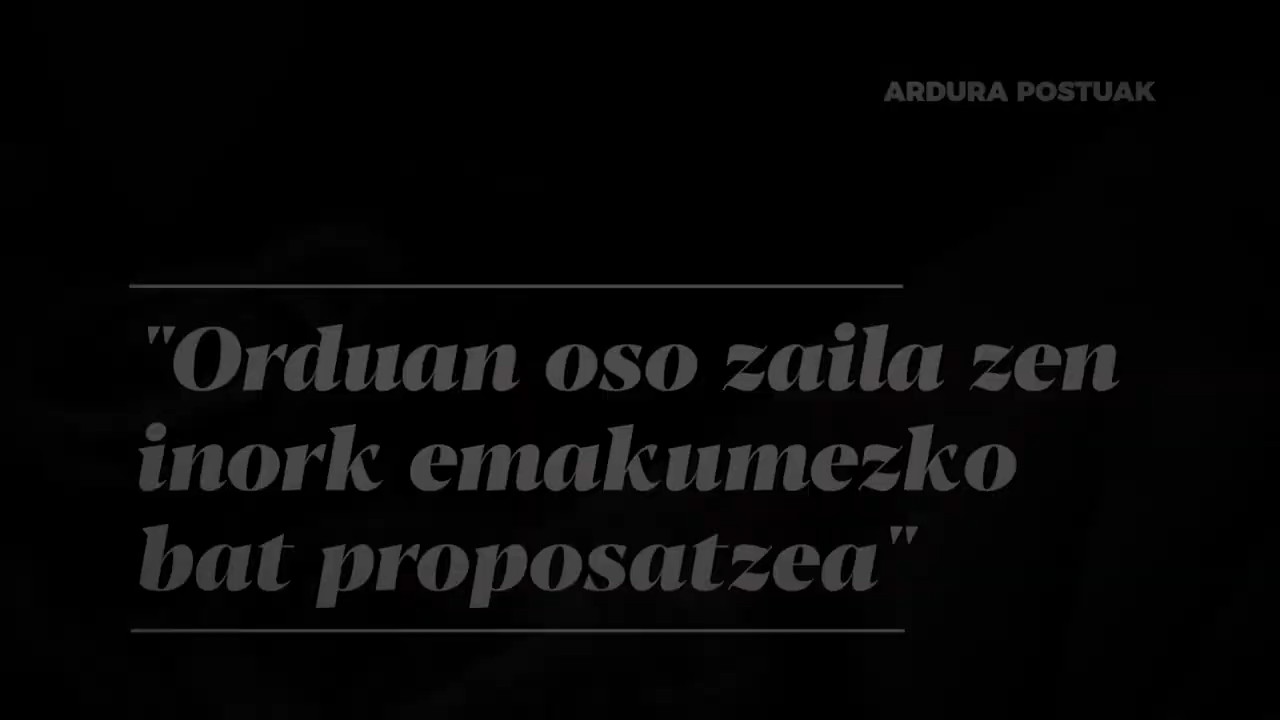 ARDURA POSTUAK
"Orduan oso zaila zen
inork emakumezko
bat proposatzea"